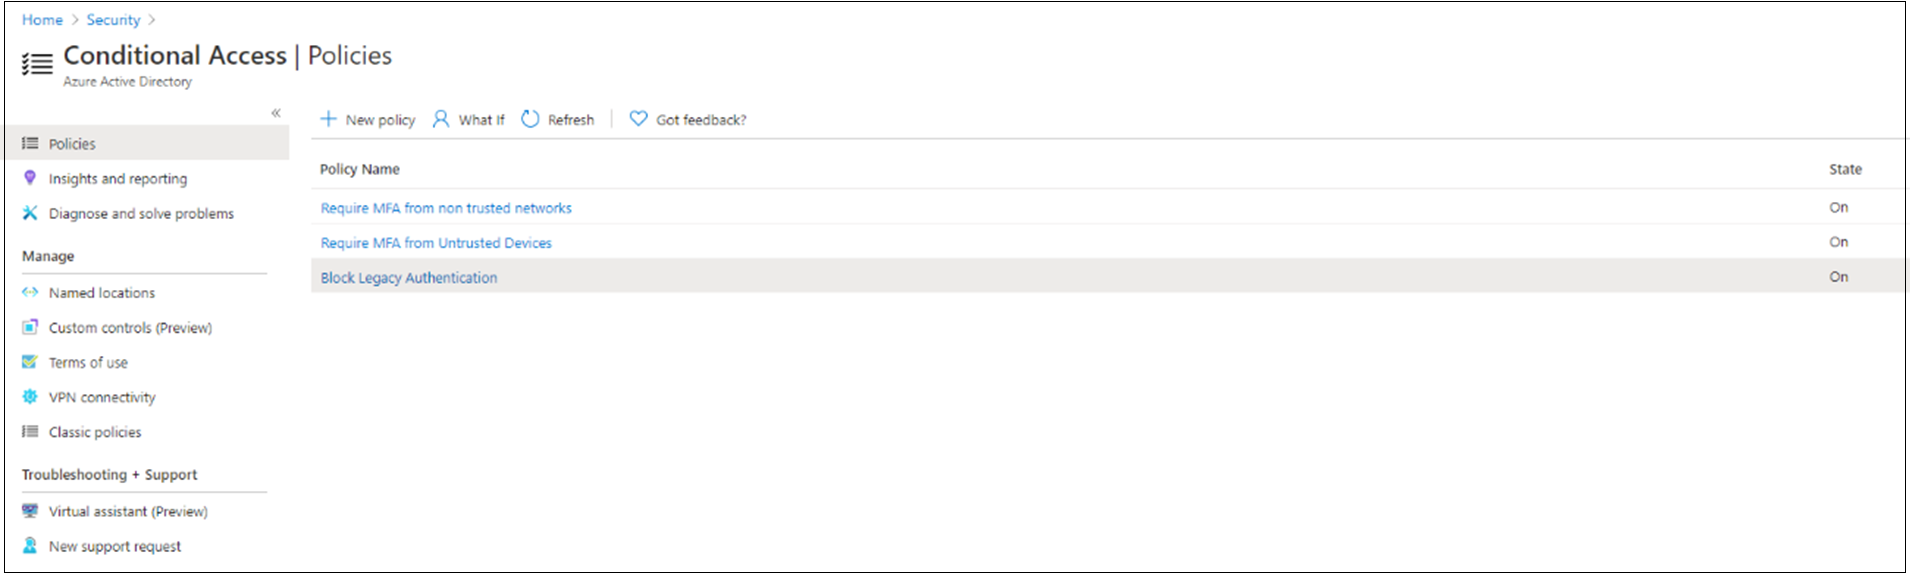 Home > Security >
Conditional Access | Policies
Azure Active Directory
«
Policies
Insights and reporting
Diagnose and solve problems
Manage
Named locations
Custom controls (Preview)
Terms of use
VPN connectivity
Classic policies
Troubleshooting + Support
Virtual assistant (Preview)
New support request
New policy What If Refresh Got feedback?
Policy Name State
Require MFA from non trusted networks On
Require MFA from Untrusted Devices On
Block Legacy Authentication On